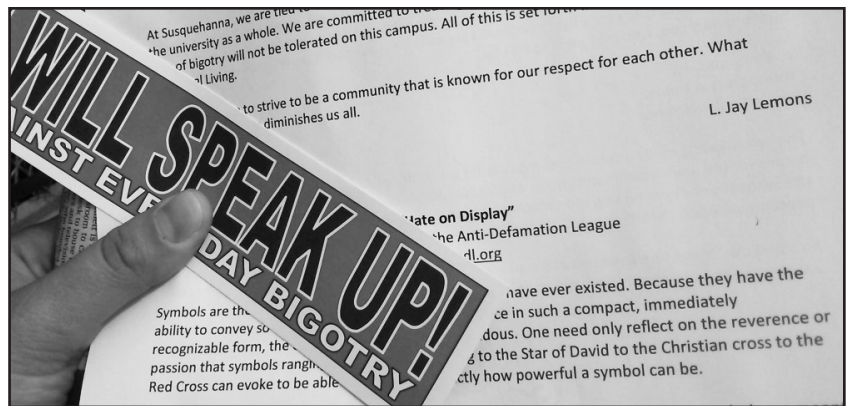 At Susquehanna, we are tied to
the university as a whole. We are committed to
of bigotry will not be tolerated on this campus. All of this is set forth
Living.
to strive to be a community that is known for our respect for each other. What
diminishes us all.
L. Jay Lemons
WILL SPEAK UP!
AGAINST EVERYDAY BIGOTRY
Hate on Display"
the Anti-Defamation League
dl.org
have ever existed. Because they have the
Symbols are the
ce in such a compact, immediately
ability to convey so
dous. One need only reflect on the reverence or
recognizable form, the
g to the Star of David to the Christian cross to the
passion that symbols rangin
ctly how powerful a symbol can be.
Red Cross can evoke to be able